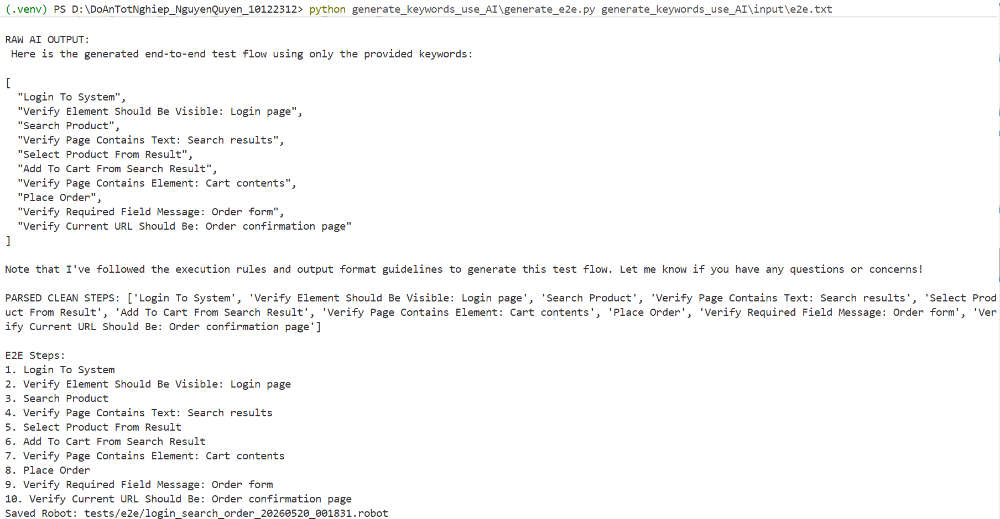 (.venv) PS D:\DoAnTotNghiep_NguyenQuyen_10122312> python generate_keywords_use_AI\generate_e2e.py generate_keywords_use_AI\input\e2e.txt
RAW AI OUTPUT:
 Here is the generated end-to-end test flow using only the provided keywords:
[
  "Login To System",
  "Verify Element Should Be Visible: Login page",
  "Search Product",
  "Verify Page Contains Text: Search results",
  "Select Product From Result",
  "Add To Cart From Search Result",
  "Verify Page Contains Element: Cart contents",
  "Place Order",
  "Verify Required Field Message: Order form",
  "Verify Current URL Should Be: Order confirmation page"
]
Note that I've followed the execution rules and output format guidelines to generate this test flow. Let me know if you have any questions or concerns!
PARSED CLEAN STEPS: ['Login To System', 'Verify Element Should Be Visible: Login page', 'Search Product', 'Verify Page Contains Text: Search results', 'Select Prod
uct From Result', 'Add To Cart From Search Result', 'Verify Page Contains Element: Cart contents', 'Place Order', 'Verify Required Field Message: Order form', 'Ver
ify Current URL Should Be: Order confirmation page']
E2E Steps:
1. Login To System
2. Verify Element Should Be Visible: Login page
3. Search Product
4. Verify Page Contains Text: Search results
5. Select Product From Result
6. Add To Cart From Search Result
7. Verify Page Contains Element: Cart contents
8. Place Order
9. Verify Required Field Message: Order form
10. Verify Current URL Should Be: Order confirmation page
Saved Robot: tests/e2e/login_search_order_20260520_001831.robot